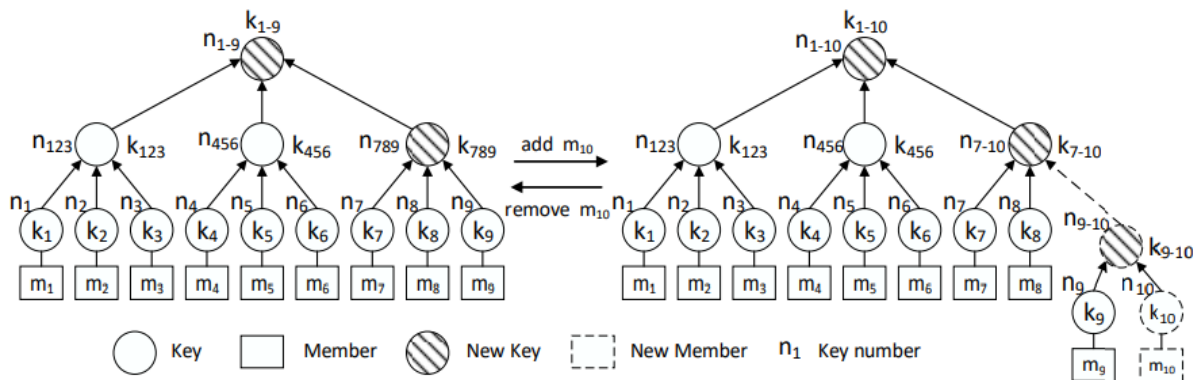 k1-9 k1-10
n1-9 n1-10
n123 k123 n456 k456 n789 k789 add m10 n123 k123 n456 k456 n7-10 k7-10
remove m10
n1 n2 n3 n4 n5 n6 n7 n8 n9 n1 n2 n3 n4 n5 n6 n7 n8
k1 k2 k3 k4 k5 k6 k7 k8 k9 k1 k2 k3 k4 k5 k6 k7 k8 n9-10 k9-10
m1 m2 m3 m4 m5 m6 m7 m8 m9 m1 m2 m3 m4 m5 m6 m7 m8 n9 n10
k9 k10
m9 m10
Key Member New Key New Member n1 Key number